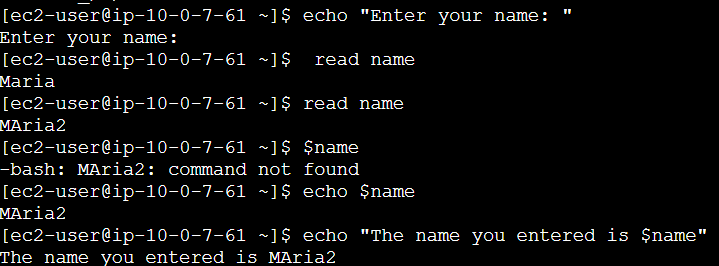 [ec2-user@ip-10-0-7-61 ~]$ echo "Enter your name: "
Enter your name:
[ec2-user@ip-10-0-7-61 ~]$  read name
Maria
[ec2-user@ip-10-0-7-61 ~]$ read name
MAria2
[ec2-user@ip-10-0-7-61 ~]$ $name
-bash: MAria2: command not found
[ec2-user@ip-10-0-7-61 ~]$ echo $name
MAria2
[ec2-user@ip-10-0-7-61 ~]$ echo "The name you entered is $name"
The name you entered is MAria2